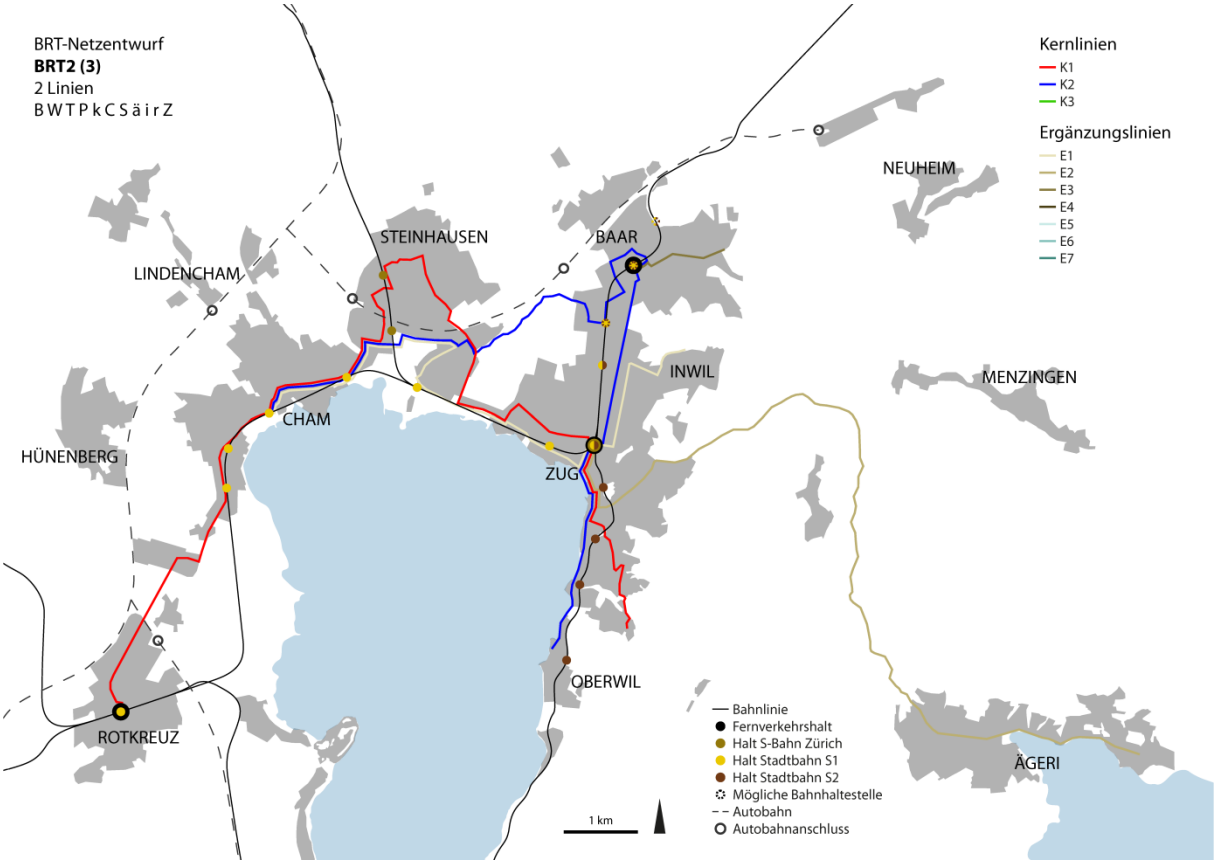 BRT-Netzentwurf
BRT2 (3)
2 Linien
B W T P k C S ä i r Z
Kernlinien
K1
K2
K3
Ergänzungslinien
E1
E2
E3
E4
E5
E6
E7
NEUHEIM
STEINHAUSEN
BAAR
LINDENCHAM
INWIL
MENZINGEN
CHAM
HÜNENBERG
ZUG
OBERWIL
ROTKREUZ
ÄGERI
Bahnlinie
Fernverkehrshalt
Halt S-Bahn Zürich
Halt Stadtbahn S1
Halt Stadtbahn S2
Mögliche Bahnhaltestelle
Autobahn
Autobahnanschluss
1 km